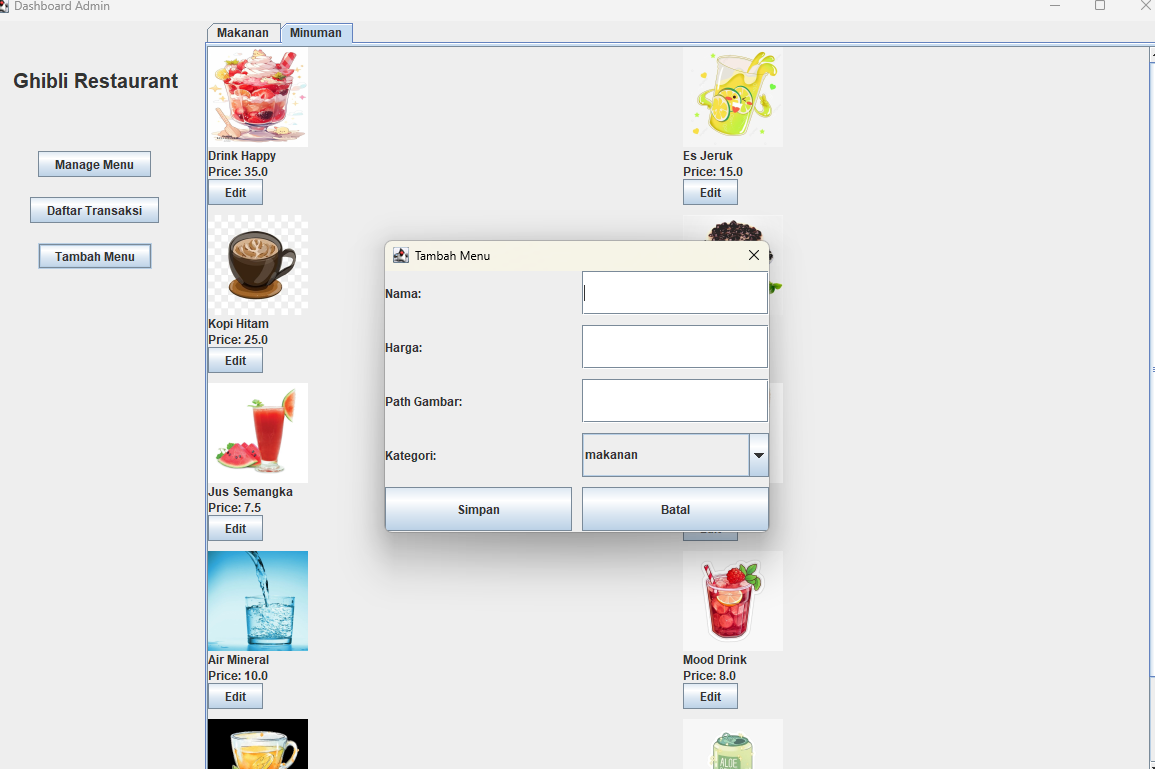 Dashboard Admin
Makanan
Minuman
Ghibli Restaurant
Manage Menu
Daftar Transaksi
Tambah Menu
Drink Happy
Price: 35.0
Edit
Es Jeruk
Price: 15.0
Edit
Kopi Hitam
Price: 25.0
Edit
Jus Semangka
Price: 7.5
Edit
Air Mineral
Price: 10.0
Edit
Mood Drink
Price: 8.0
Edit
ALOE
Tambah Menu
Nama:
Harga:
Path Gambar:
Kategori:
makanan
Simpan
Batal